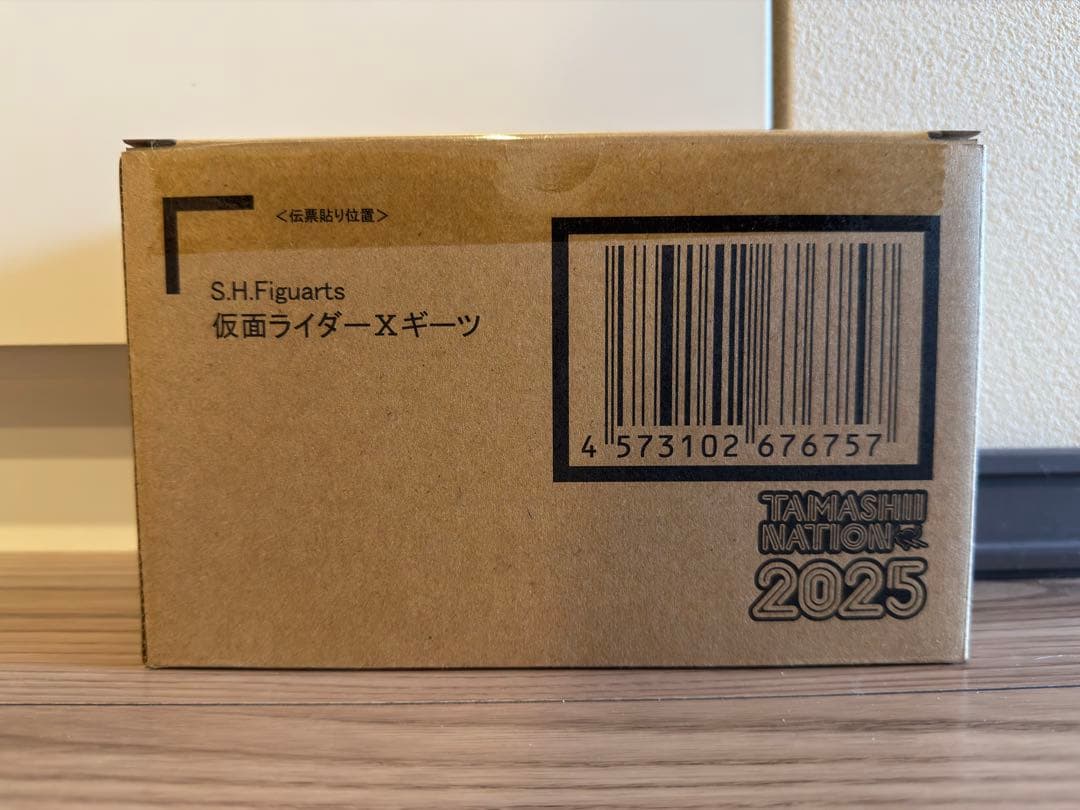 ＜伝票貼り位置＞
S.H.Figuarts
仮面ライダーXギーツ
4 573102 676757
TAMASHII
NATION
2025